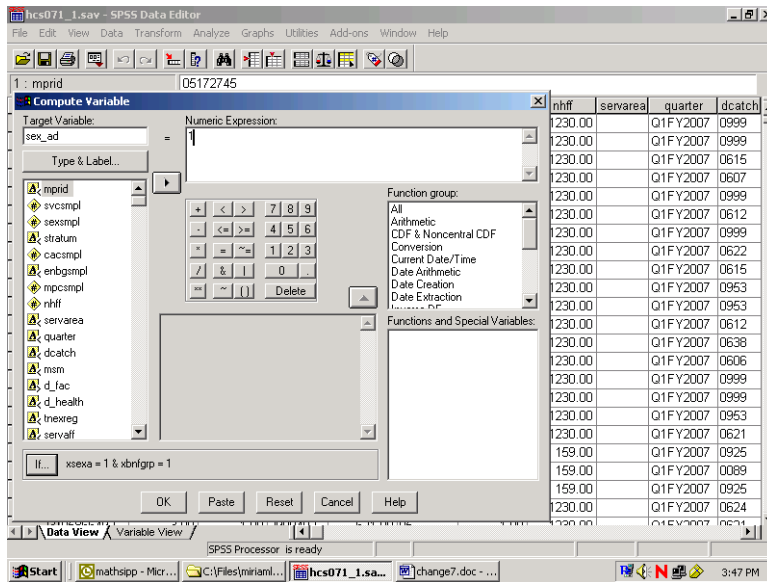 hcs071_1.sav - SPSS Data Editor
File Edit View Data Transform Analyze Graphs Utilities Add-ons Window Help
1 : mprid 05172745
Compute Variable
Target Variable:
sex_ad
=
Numeric Expression:
1
Type & Label...
mprid
svcsmpl
sexsmpl
stratum
cacsmpl
enbgsmpl
mpcsmpl
nhff
servarea
quarter
dcatch
msm
d_fac
d_health
tnexreg
servaff
+ < > 7 8 9
- <= >= 4 5 6
* = ~= 1 2 3
/ & | 0 .
** ~ () Delete
Function group:
All
Arithmetic
CDF & Noncentral CDF
Conversion
Current Date/Time
Date Arithmetic
Date Creation
Date Extraction
Inverse DF
Functions and Special Variables:
If... xsexa = 1 & xbnfgrp = 1
OK Paste Reset Cancel Help
nhff servarea quarter dcatch
1230.00 Q1FY2007 0999
1230.00 Q1FY2007 0999
1230.00 Q1FY2007 0615
1230.00 Q1FY2007 0607
1230.00 Q1FY2007 0999
1230.00 Q1FY2007 0612
1230.00 Q1FY2007 0999
1230.00 Q1FY2007 0622
1230.00 Q1FY2007 0615
1230.00 Q1FY2007 0953
1230.00 Q1FY2007 0953
1230.00 Q1FY2007 0612
1230.00 Q1FY2007 0638
1230.00 Q1FY2007 0606
1230.00 Q1FY2007 0999
1230.00 Q1FY2007 0999
1230.00 Q1FY2007 0953
1230.00 Q1FY2007 0621
159.00 Q1FY2007 0925
159.00 Q1FY2007 0089
159.00 Q1FY2007 0925
1230.00 Q1FY2007 0624
1230.00 Q1FY2007 0621
Data View Variable View
SPSS Processor is ready
Start mathsipp - Micr... C:\Files\miriaml... hcs071_1.sa... change7.doc - ... 3:47 PM